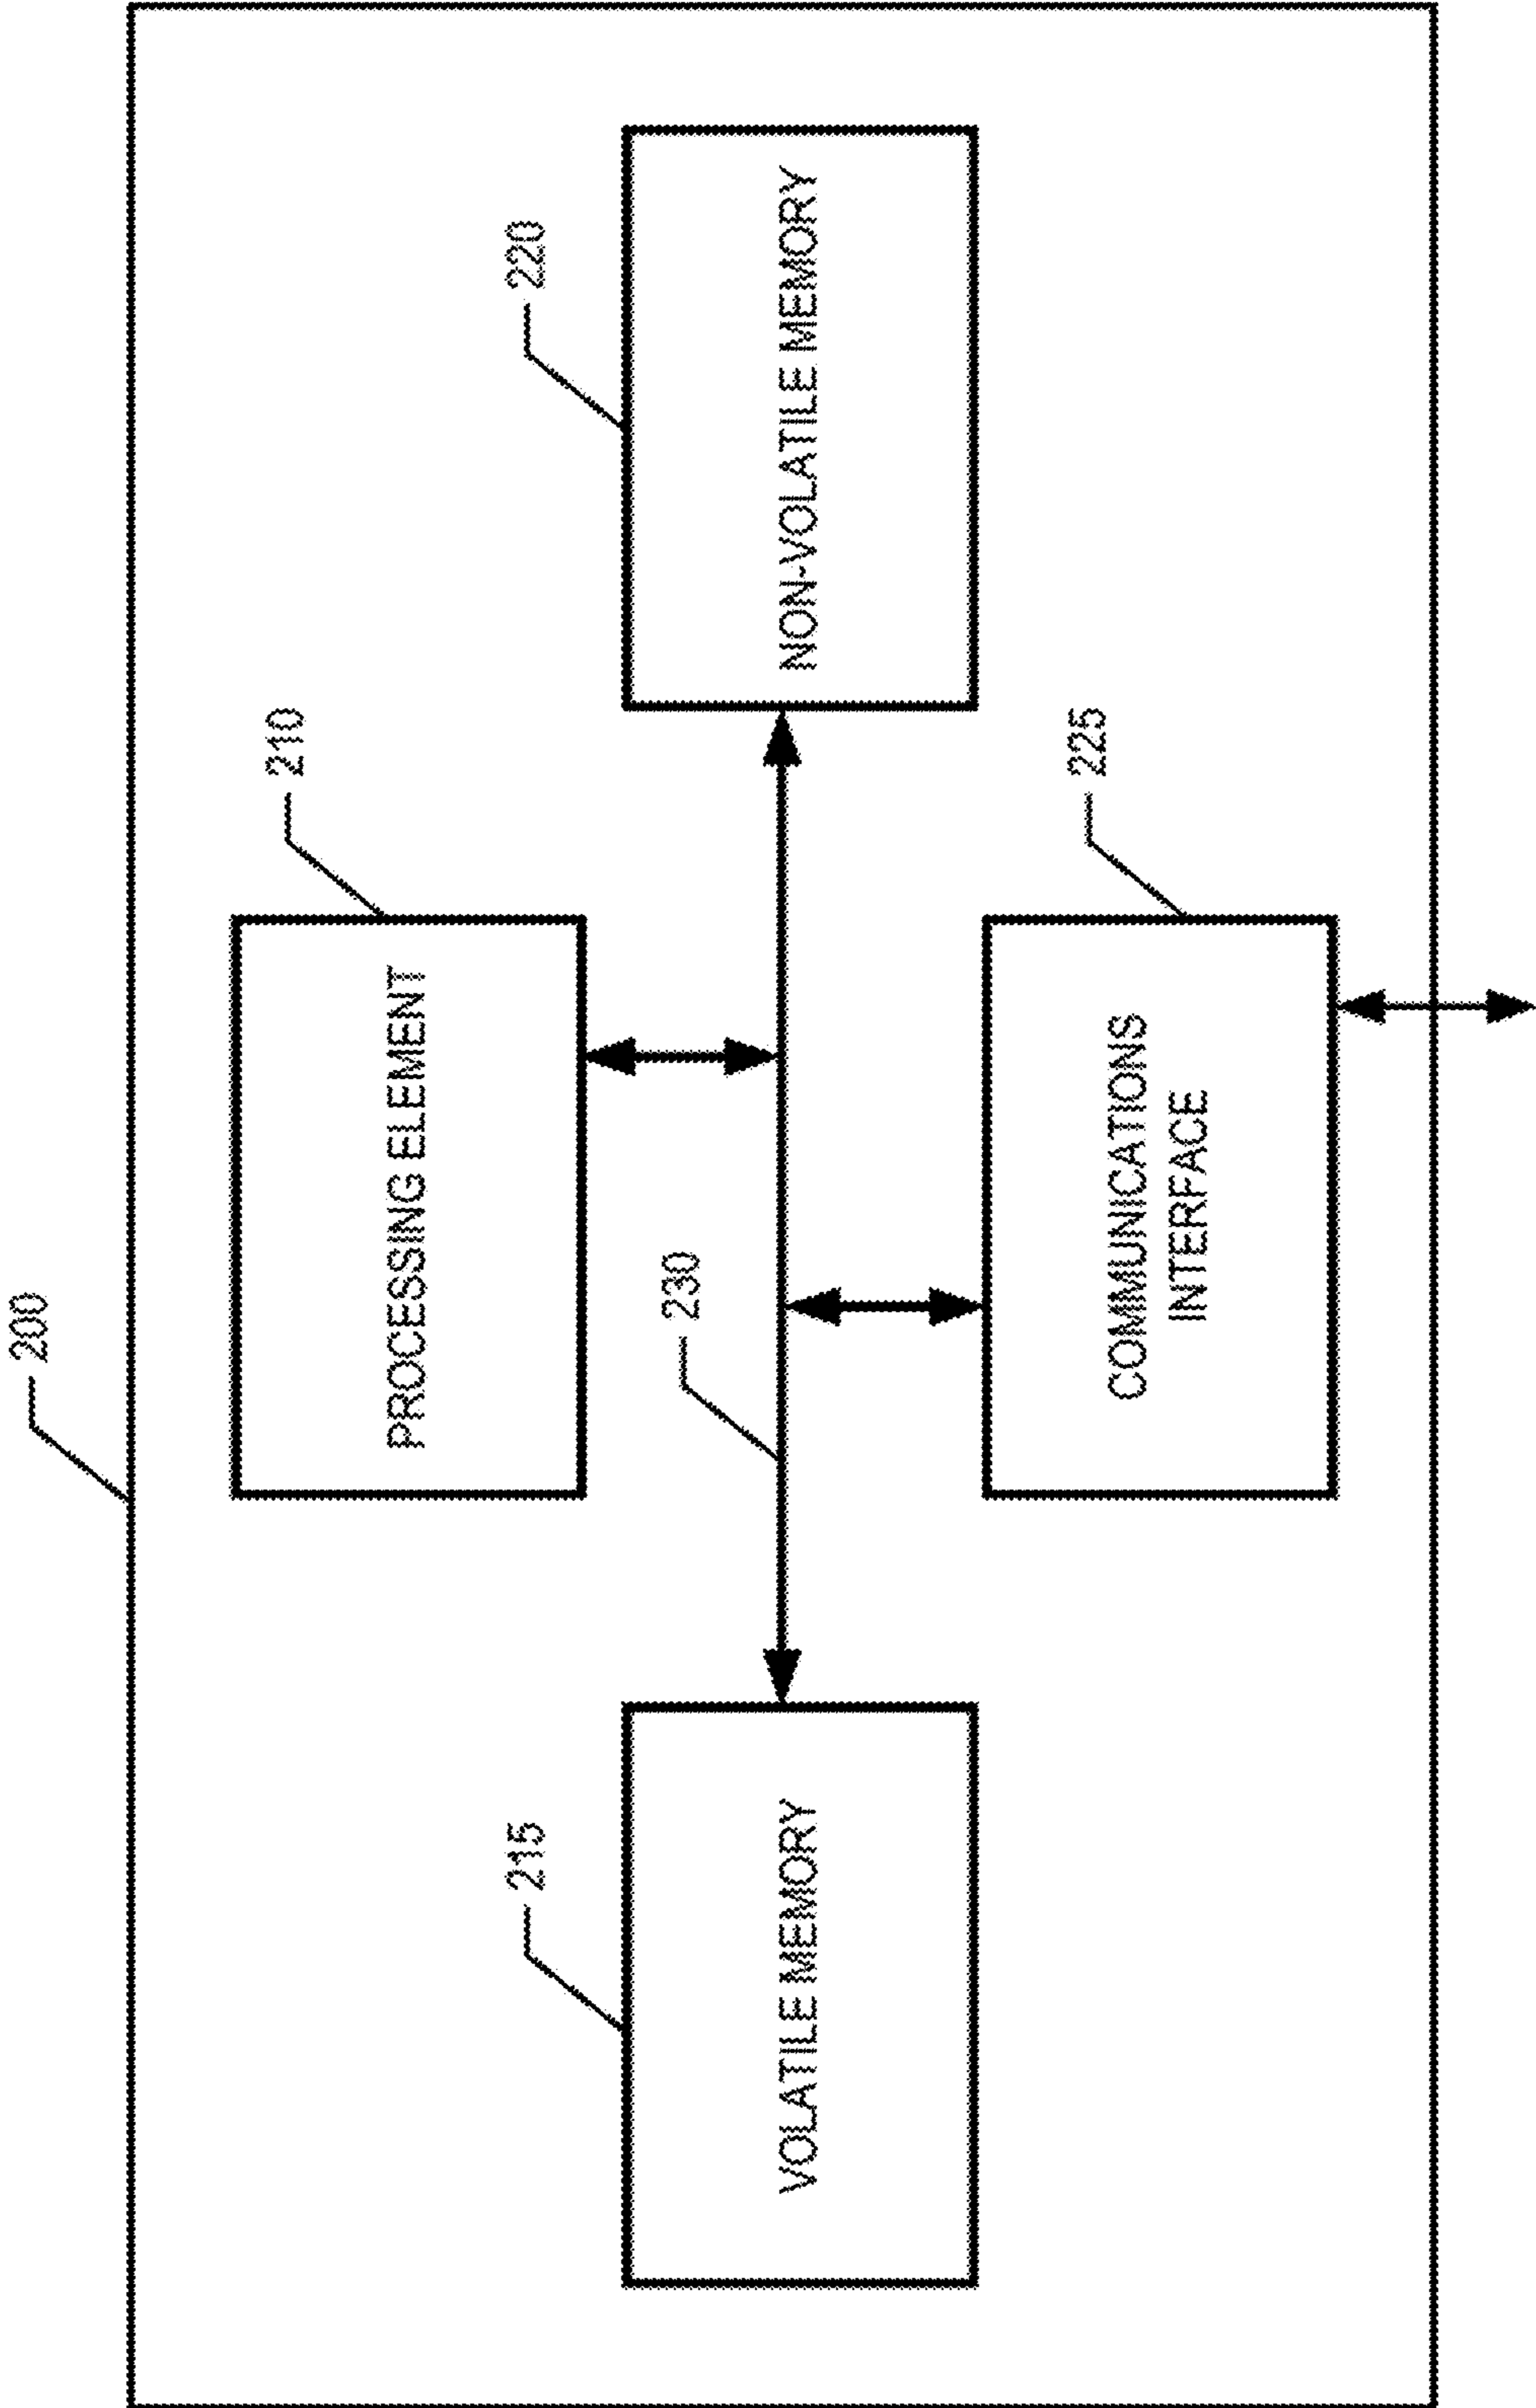 200
210
PROCESSING ELEMENT
215
220
230
VOLATILE MEMORY
NON-VOLATILE MEMORY
225
COMMUNICATIONS
INTERFACE